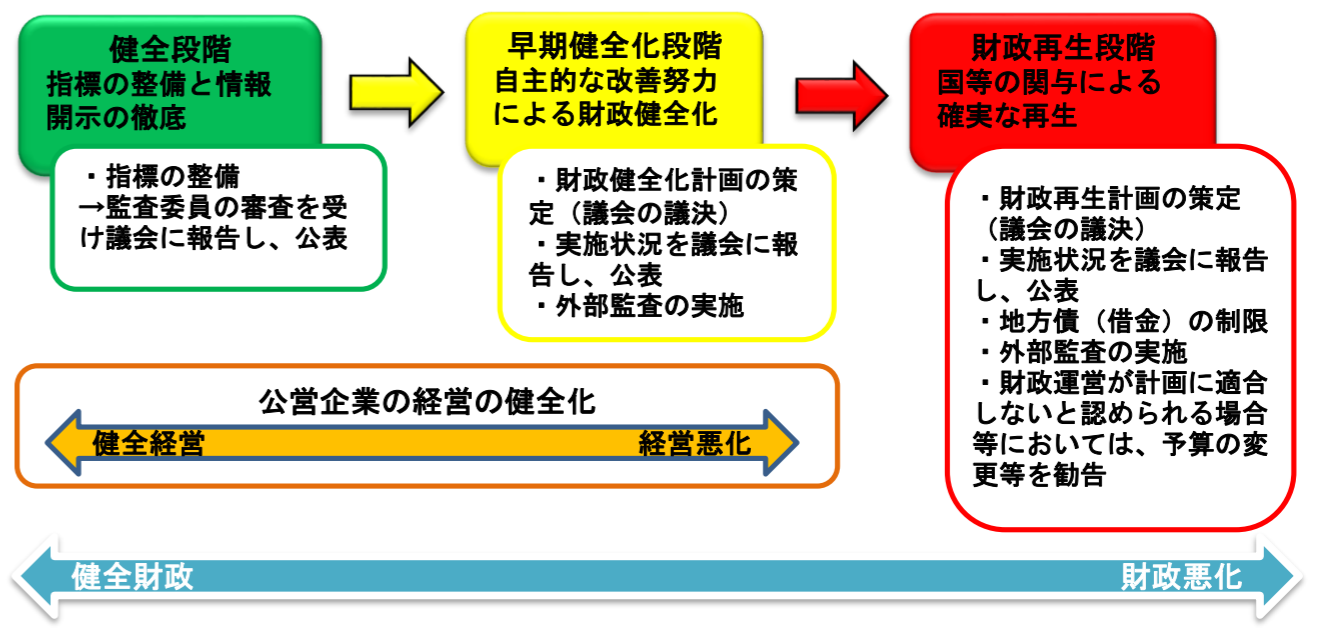 健全段階
指標の整備と情報
開示の徹底
・指標の整備
→監査委員の審査を受
け議会に報告し、公表
早期健全化段階
自主的な改善努力
による財政健全化
・財政健全化計画の策
定（議会の議決）
・実施状況を議会に報
告し、公表
・外部監査の実施
財政再生段階
国等の関与による
確実な再生
・財政再生計画の策定
（議会の議決）
・実施状況を議会に報告
し、公表
・地方債（借金）の制限
・外部監査の実施
・財政運営が計画に適合
しないと認められる場合
等においては、予算の変
更等を勧告
公営企業の経営の健全化
健全経営
経営悪化
健全財政
財政悪化